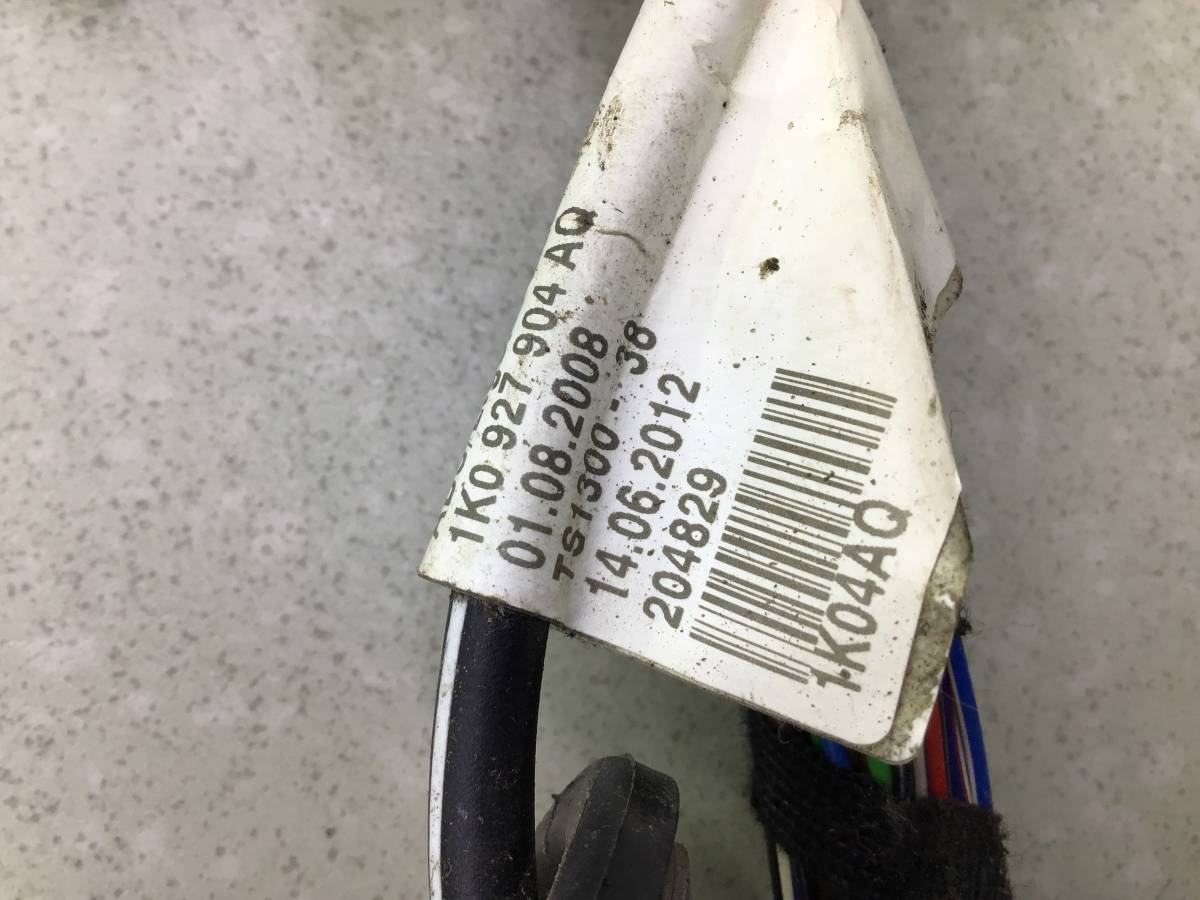 1K0 927 904 AQ
01.08.2008
TS1300 - 38
14.06.2012
204829
1K04AQ